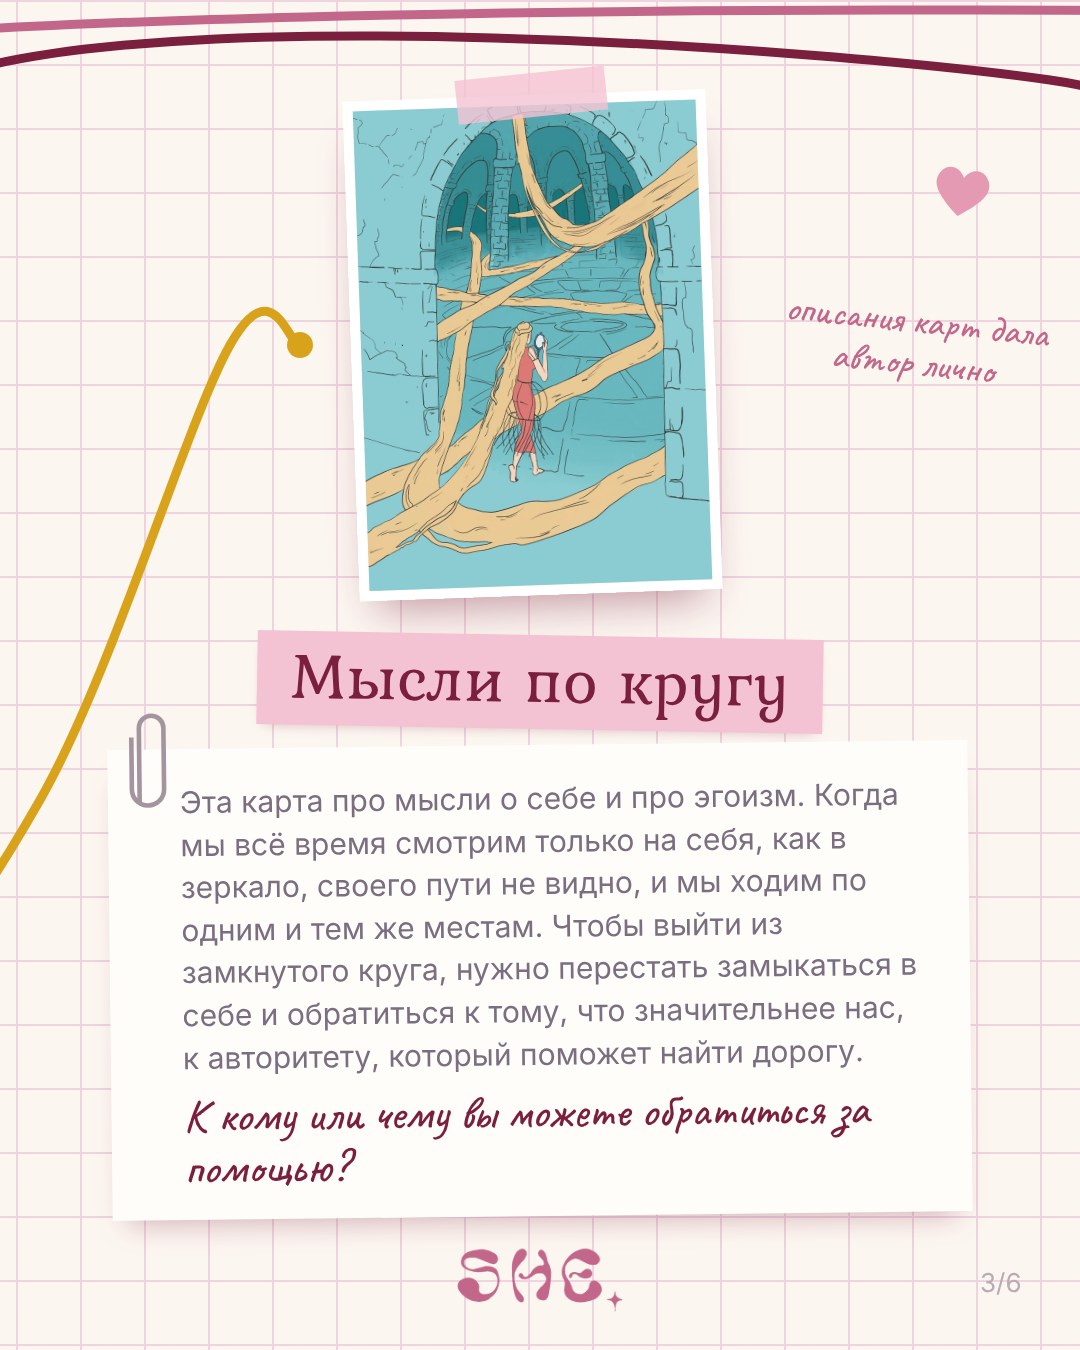 описания карт дала
автор лично
Мысли по кругу
Эта карта про мысли о себе и про эгоизм. Когда
мы всё время смотрим только на себя, как в
зеркало, своего пути не видно, и мы ходим по
одним и тем же местам. Чтобы выйти из
замкнутого круга, нужно перестать замыкаться в
себе и обратиться к тому, что значительнее нас,
к авторитету, который поможет найти дорогу.
К кому или чему вы можете обратиться за
помощью?
SHE
3/6